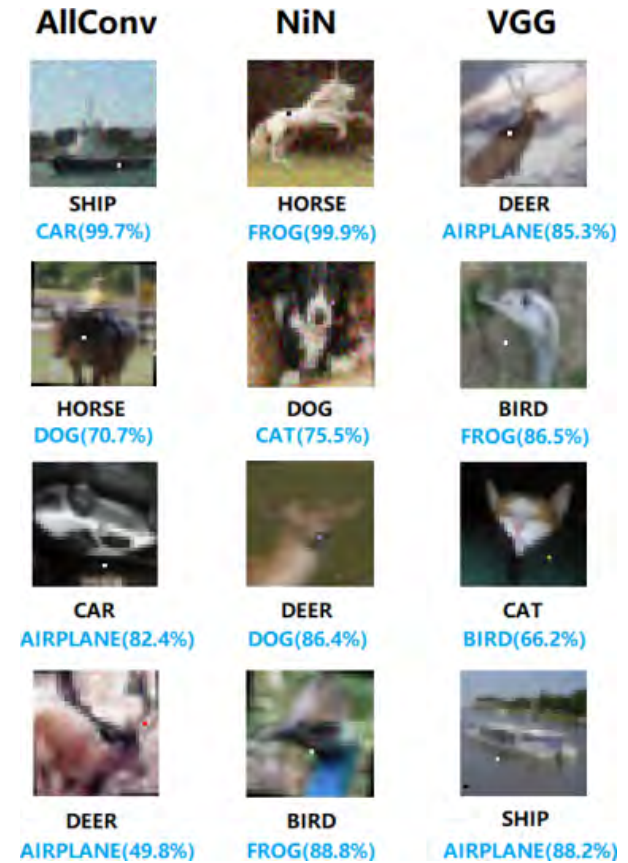 AllConv NiN VGG
SHIP HORSE DEER
CAR(99.7%) FROG(99.9%) AIRPLANE(85.3%)
HORSE DOG BIRD
DOG(70.7%) CAT(75.5%) FROG(86.5%)
CAR DEER CAT
AIRPLANE(82.4%) DOG(86.4%) BIRD(66.2%)
DEER BIRD SHIP
AIRPLANE(49.8%) FROG(88.8%) AIRPLANE(88.2%)